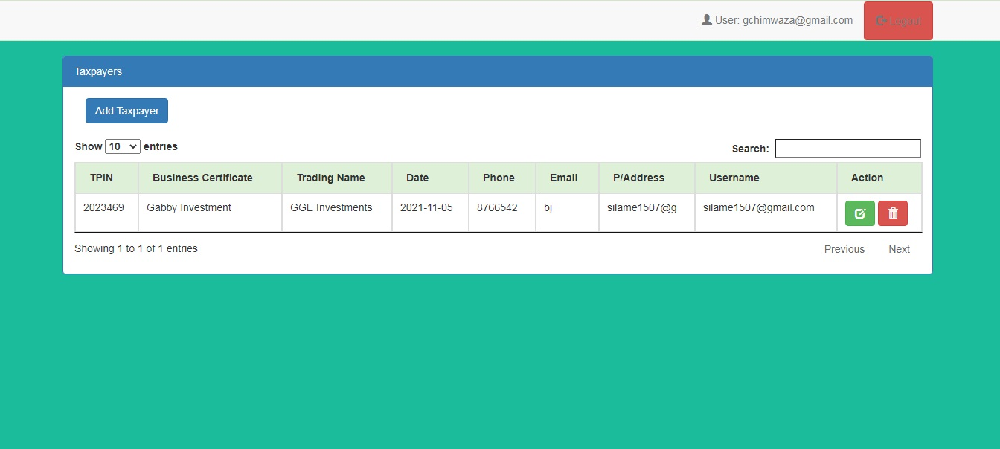 User: gchimwaza@gmail.com Logout
Taxpayers
Add Taxpayer
Show 10 entries Search:
TPIN Business Certificate Trading Name Date Phone Email P/Address Username Action
2023469 Gabby Investment GGE Investments 2021-11-05 8766542 bj silame1507@g silame1507@gmail.com
Showing 1 to 1 of 1 entries Previous Next